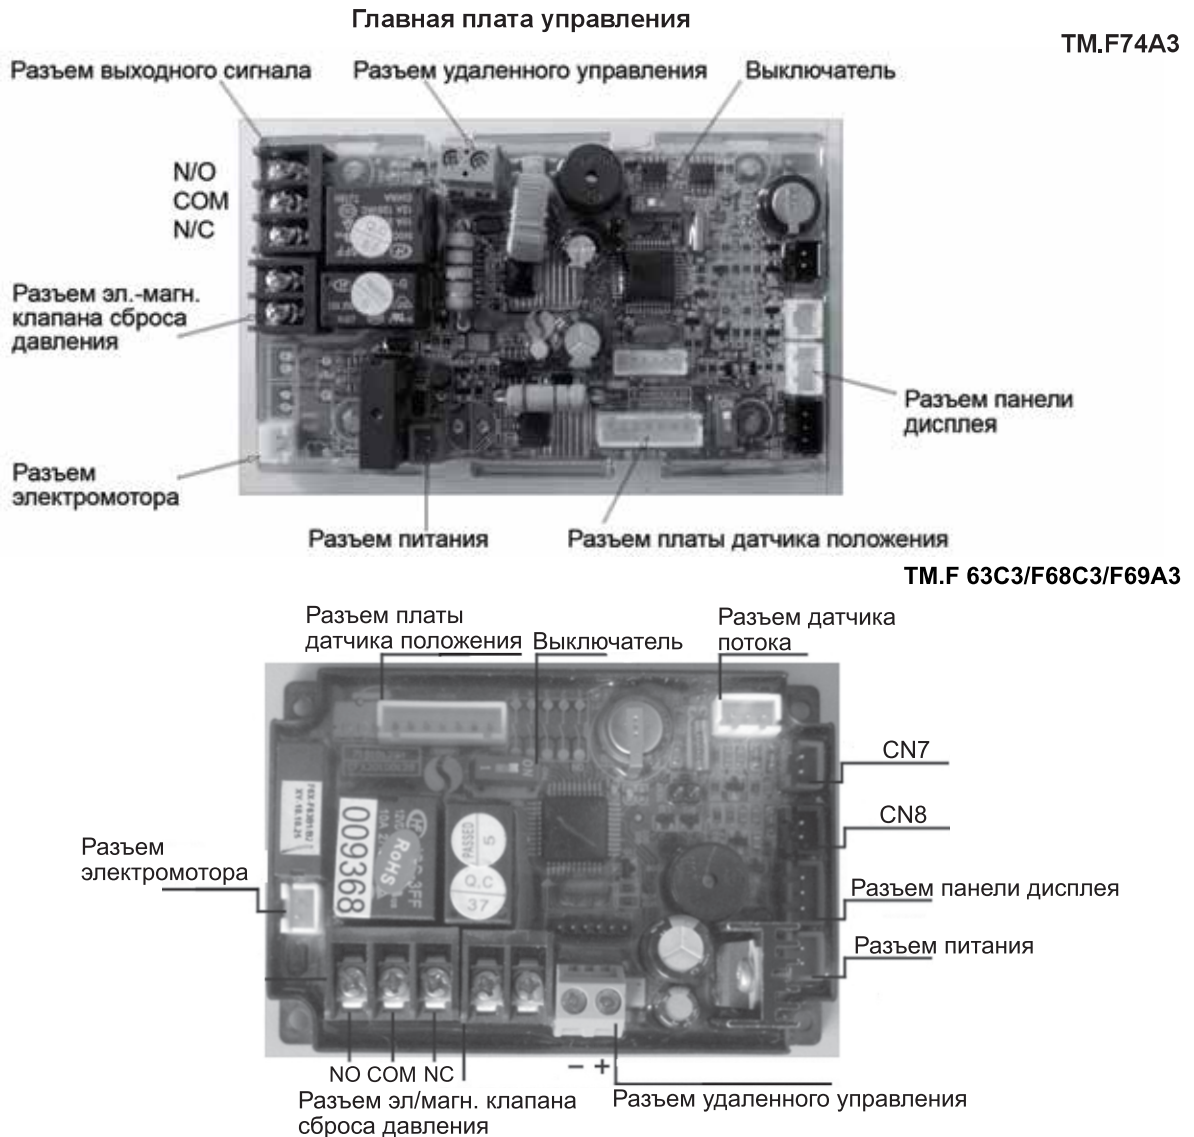 Главная плата управления
TM.F74A3
Разъем выходного сигнала
Разъем удаленного управления
Выключатель
N/O
COM
N/C
Разъем эл.-магн.
клапана сброса
давления
Разъем панели
дисплея
Разъем
электромотора
Разъем питания
Разъем платы датчика положения
TM.F 63C3/F68C3/F69A3
Разъем платы
датчика положения
Выключатель
Разъем датчика
потока
CN7
CN8
Разъем
электромотора
Разъем панели дисплея
Разъем питания
009368
RoHS
PASSED
5
Q.C
37
ON
NO COM NC
− +
Разъем эл/магн. клапана
сброса давления
Разъем удаленного управления